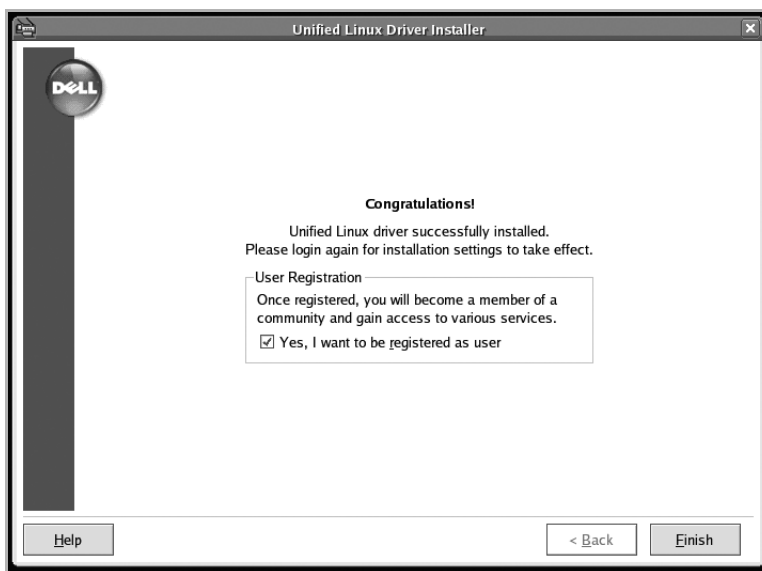 Unified Linux Driver Installer
DELL
Congratulations!
Unified Linux driver successfully installed.
Please login again for installation settings to take effect.
User Registration
Once registered, you will become a member of a
community and gain access to various services.
Yes, I want to be registered as user
Help
< Back
Finish